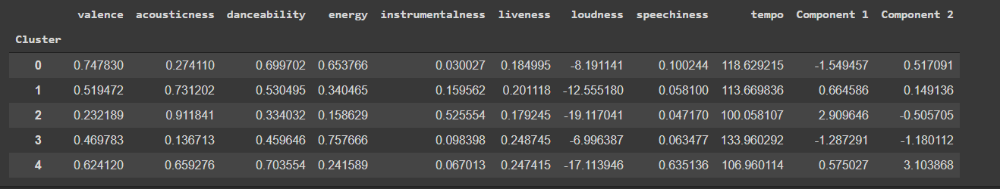 valence acousticness danceability energy instrumentalness liveness loudness speechiness tempo Component 1 Component 2
Cluster
0 0.747830 0.274110 0.699702 0.653766 0.030027 0.184995 -8.191141 0.100244 118.629215 -1.549457 0.517091
1 0.519472 0.731202 0.530495 0.340465 0.159562 0.201118 -12.555180 0.058100 113.669836 0.664586 0.149136
2 0.232189 0.911841 0.334032 0.158629 0.525554 0.179245 -19.117041 0.047170 100.058107 2.909646 -0.505705
3 0.469783 0.136713 0.459646 0.757666 0.098398 0.248745 -6.996387 0.063477 133.960292 -1.287291 -1.180112
4 0.624120 0.659276 0.703554 0.241589 0.067013 0.247415 -17.113946 0.635136 106.960114 0.575027 3.103868